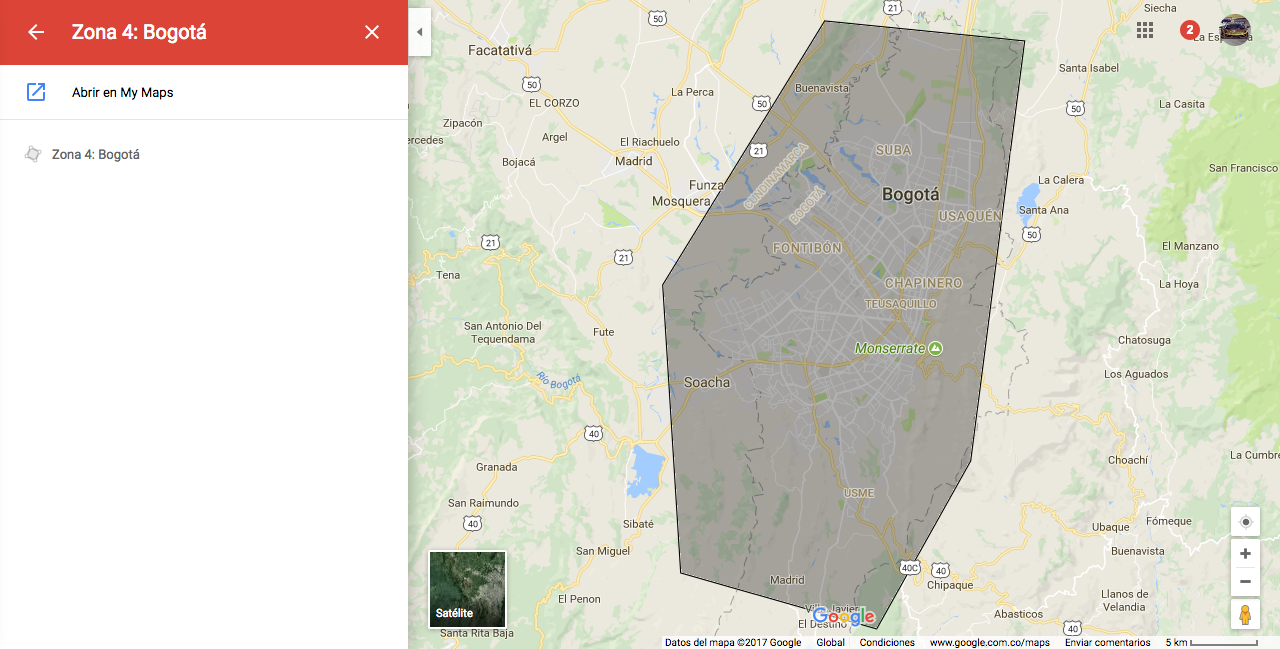 Zona 4: Bogotá
Abrir en My Maps
Zona 4: Bogotá
21
Siecha
50
2
Facatativá
La Esp
Santa Isabel
50
Buenavista
La Perca
EL CORZO
50
50
La Casita
Zipacón
Argel
ercedes
El Riachuelo
21
SUBA
Bojacá
Madrid
San Francisco
CUNDINAMARCA
La Calera
Funza
Bogotá
Mosquera
BOGOTÁ
Santa Ana
USAQUÉN
50
21
FONTIBÓN
El Manzano
21
Tena
CHAPINERO
La Hoya
TEUSAQUILLO
San Antonio Del
Tequendama
Fute
Chatosuga
Monserrate
Río Bogotá
Soacha
Los Aguados
40
La Cumbre
Choachí
Granada
USME
San Raimundo
40
Sibaté
Fómeque
Ubaque
San Miguel
Buenavista
40C
40
Madrid
Chipaque
Llanos de
Velandia
El Penon
Villa Javier
Abasticos
Google
El Destino
40
Satélite
Santa Rita Baja
Datos del mapa ©2017 Google Global Condiciones www.google.com.co/maps Enviar comentarios 5 km